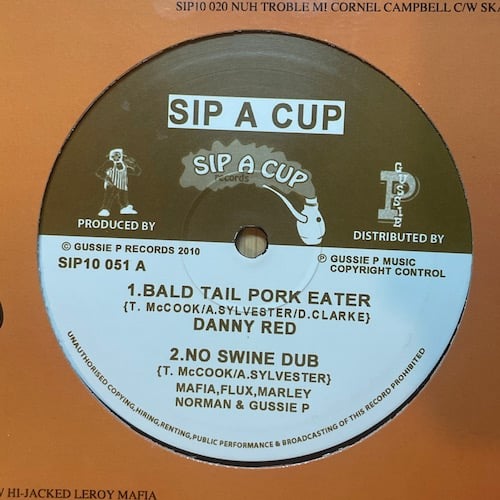 SIP10 020 NUH TROBLE M! CORNEL CAMPBELL C/W SKA
SIP A CUP
SIP A CUP
records
GUSSIE
P
PRODUCED BY
DISTRIBUTED BY
© GUSSIE P RECORDS 2010
SIP10 051 A
℗ GUSSIE P MUSIC
COPYRIGHT CONTROL
1.BALD TAIL PORK EATER
{T. McCOOK/A.SYLVESTER/D.CLARKE}
DANNY RED
2.NO SWINE DUB
{T. McCOOK/A.SYLVESTER}
MAFIA,FLUX,MARLEY
NORMAN & GUSSIE P
UNAUTHORISED COPYING,HIRING,RENTING,PUBLIC PERFORMANCE & BROADCASTING OF THIS RECORD PROHIBITED
HI-JACKED LEROY MAFIA